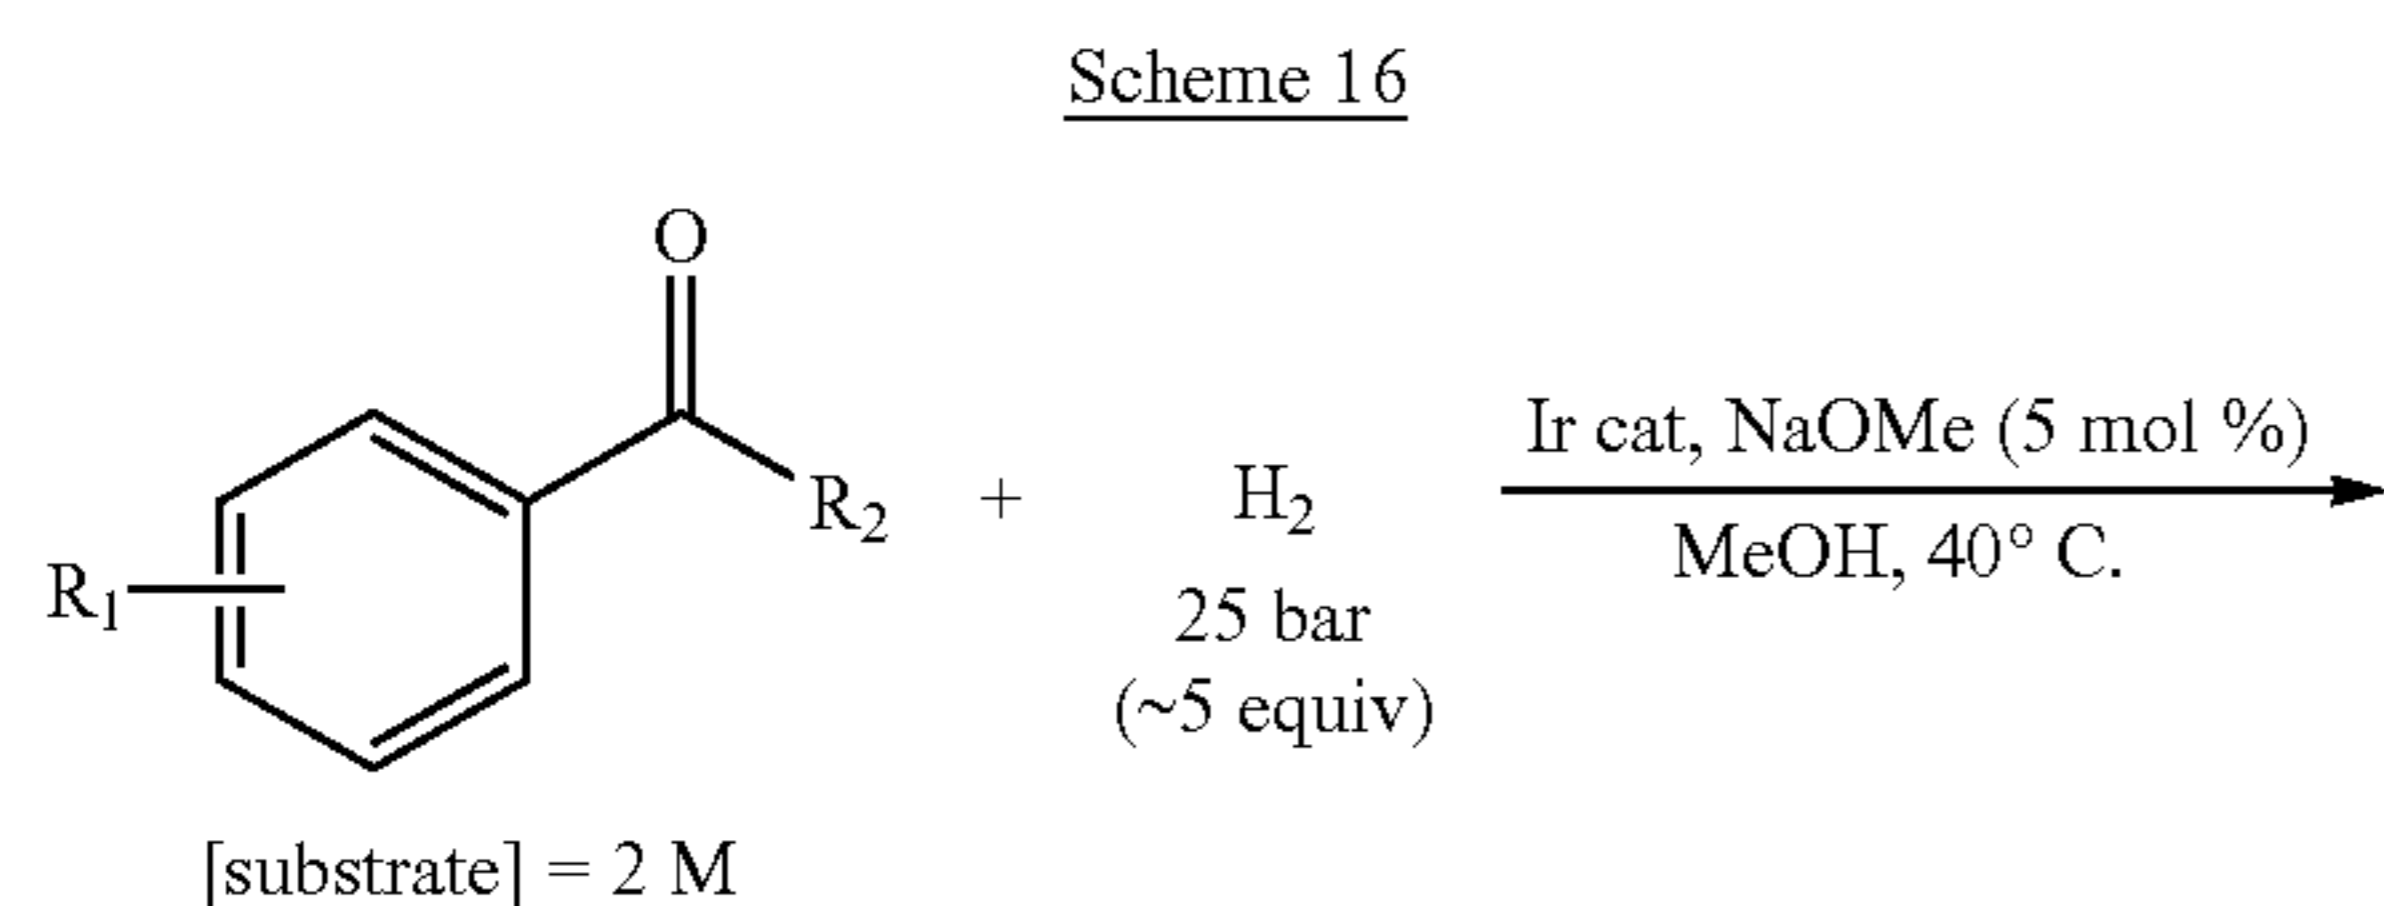 Scheme 16
O
R2
R1
+
H2
25 bar
(~5 equiv)
Ir cat, NaOMe (5 mol %)
MeOH, 40° C.
[substrate] = 2 M